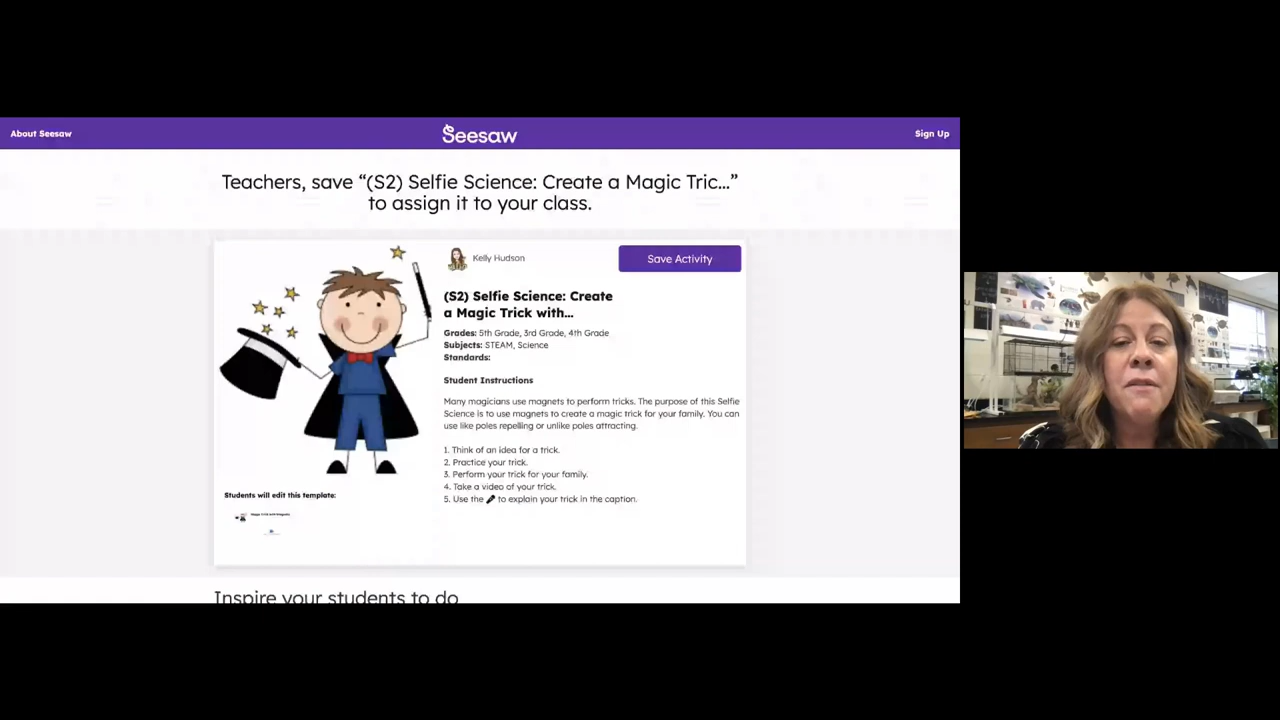 About Seesaw
Seesaw
Sign Up
Teachers, save “(S2) Selfie Science: Create a Magic Tric...”
to assign it to your class.
Kelly Hudson
Save Activity
(S2) Selfie Science: Create
a Magic Trick with...
Grades: 5th Grade, 3rd Grade, 4th Grade
Subjects: STEAM, Science
Standards:
Student Instructions
Many magicians use magnets to perform tricks. The purpose of this Selfie
Science is to use magnets to create a magic trick for your family. You can
use like poles repelling or unlike poles attracting.
1. Think of an idea for a trick.
2. Practice your trick.
3. Perform your trick for your family.
4. Take a video of your trick.
5. Use the to explain your trick in the caption.
Students will edit this template:
Inspire your students to do